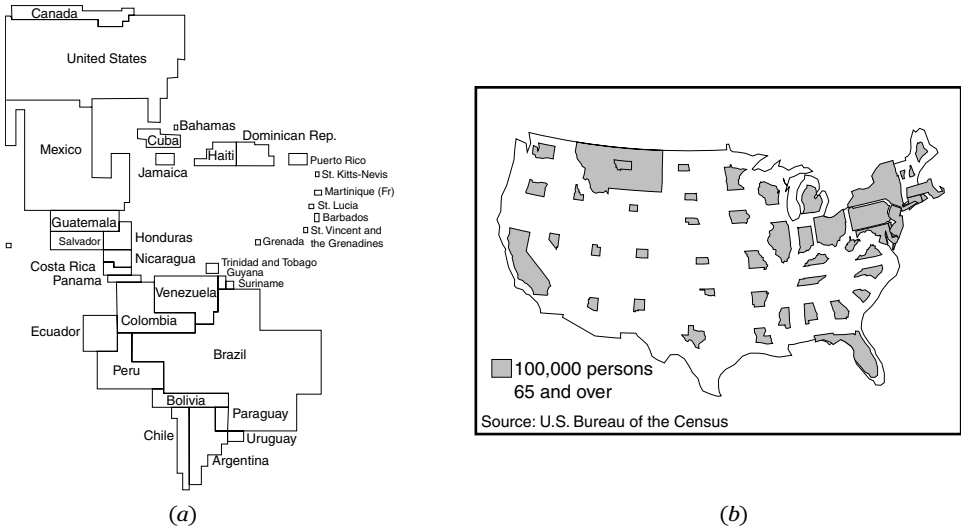 Canada
United States
Bahamas
Cuba
Dominican Rep.
Mexico
Haiti
Puerto Rico
Jamaica
St. Kitts-Nevis
Martinique (Fr)
St. Lucia
Barbados
Guatemala
St. Vincent and
the Grenadines
Salvador
Honduras
Grenada
Nicaragua
Costa Rica
Trinidad and Tobago
Panama
Guyana
Suriname
Venezuela
Colombia
Ecuador
Brazil
Peru
Bolivia
Paraguay
Chile
Uruguay
Argentina
(a)
100,000 persons
65 and over
Source: U.S. Bureau of the Census
(b)